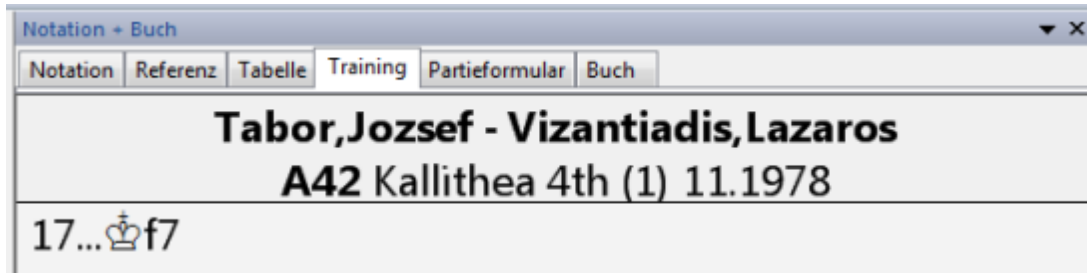 Notation + Buch
Notation Referenz Tabelle Training Partieformular Buch
Tabor,Jozsef - Vizantiadis,Lazaros
A42 Kallithea 4th (1) 11.1978
17...♔f7